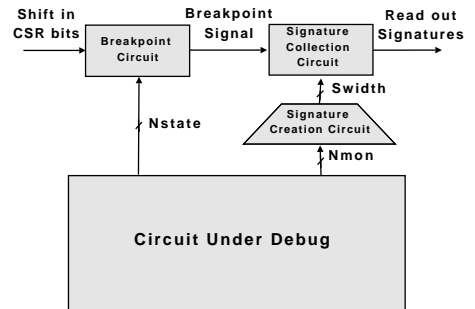 Shift in
CSR bits
Breakpoint
Circuit
Breakpoint
Signal
Signature
Collection
Circuit
Read out
Signatures
Swidth
Signature
Creation Circuit
Nstate
Nmon
Circuit Under Debug